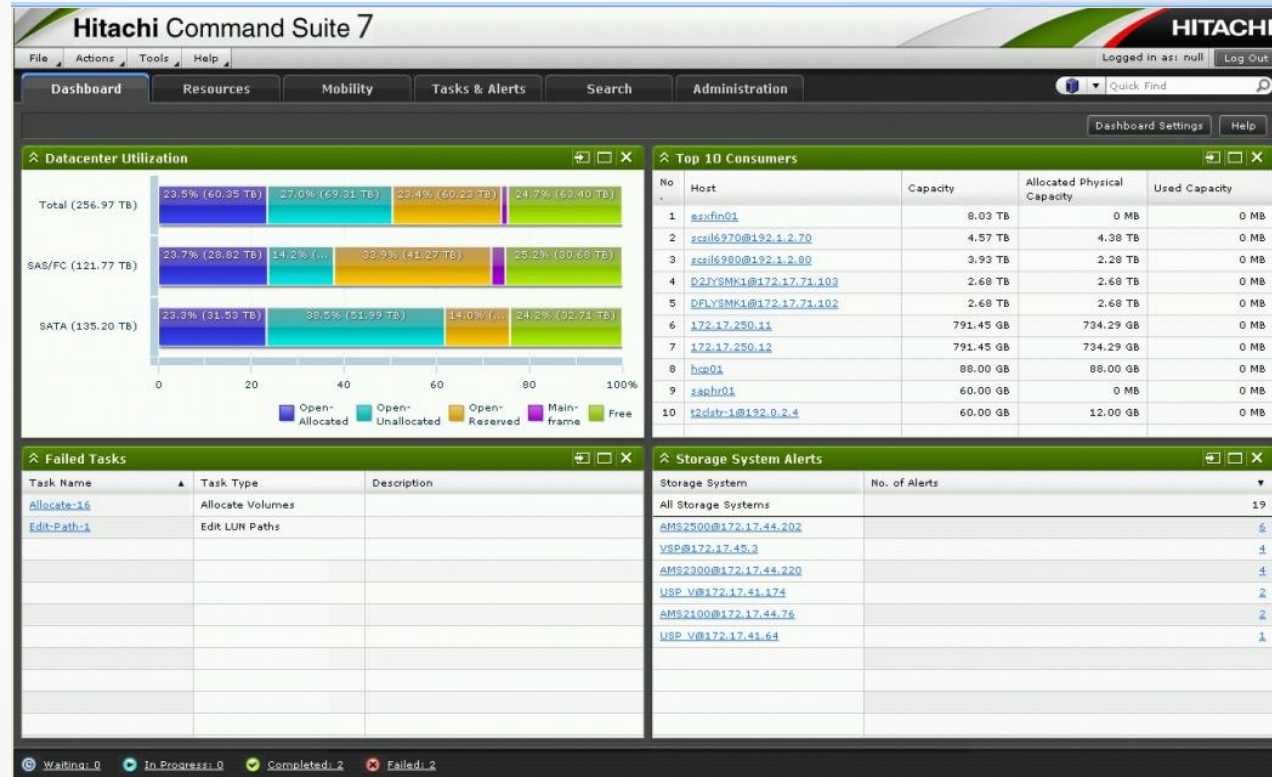 Hitachi Command Suite 7
HITACHI
File Actions Tools Help
Logged in as: null Log Out
Dashboard Resources Mobility Tasks & Alerts Search Administration
Quick Find
Dashboard Settings Help
Datacenter Utilization
Total (256.97 TB)
23.5% (60.35 TB) 27.0% (69.31 TB) 23.4% (60.23 TB) 24.7% (63.40 TB)
SAS/FC (121.77 TB)
23.7% (28.82 TB) 14.2% (... 33.9% (41.27 TB) 25.2% (30.68 TB)
SATA (135.20 TB)
23.3% (31.53 TB) 38.5% (51.99 TB) 14.0% (... 24.2% (32.71 TB)
0 20 40 60 80 100%
Open-Allocated Open-Unallocated Open-Reserved Main-frame Free
Top 10 Consumers
No. Host Capacity Allocated Physical Capacity Used Capacity
1 esxfin01 8.03 TB 0 MB 0 MB
2 scsil6970@192.1.2.70 4.57 TB 4.38 TB 0 MB
3 scsil6980@192.1.2.80 3.93 TB 2.28 TB 0 MB
4 D2JYSMK1@172.17.71.103 2.68 TB 2.68 TB 0 MB
5 DFLYSMK1@172.17.71.102 2.68 TB 2.68 TB 0 MB
6 172.17.250.11 791.45 GB 734.29 GB 0 MB
7 172.17.250.12 791.45 GB 734.29 GB 0 MB
8 hcp01 88.00 GB 88.00 GB 0 MB
9 saphr01 60.00 GB 0 MB 0 MB
10 t2clstr-1@192.0.2.4 60.00 GB 12.00 GB 0 MB
Failed Tasks
Task Name Task Type Description
Allocate-16 Allocate Volumes
Edit-Path-1 Edit LUN Paths
Storage System Alerts
Storage System No. of Alerts
All Storage Systems 19
AMS2500@172.17.44.202 6
VSP@172.17.45.3 4
AMS2300@172.17.44.220 4
USP_V@172.17.41.174 2
AMS2100@172.17.44.76 2
USP_V@172.17.41.64 1
Waiting: 0 In Progress: 0 Completed: 2 Failed: 2